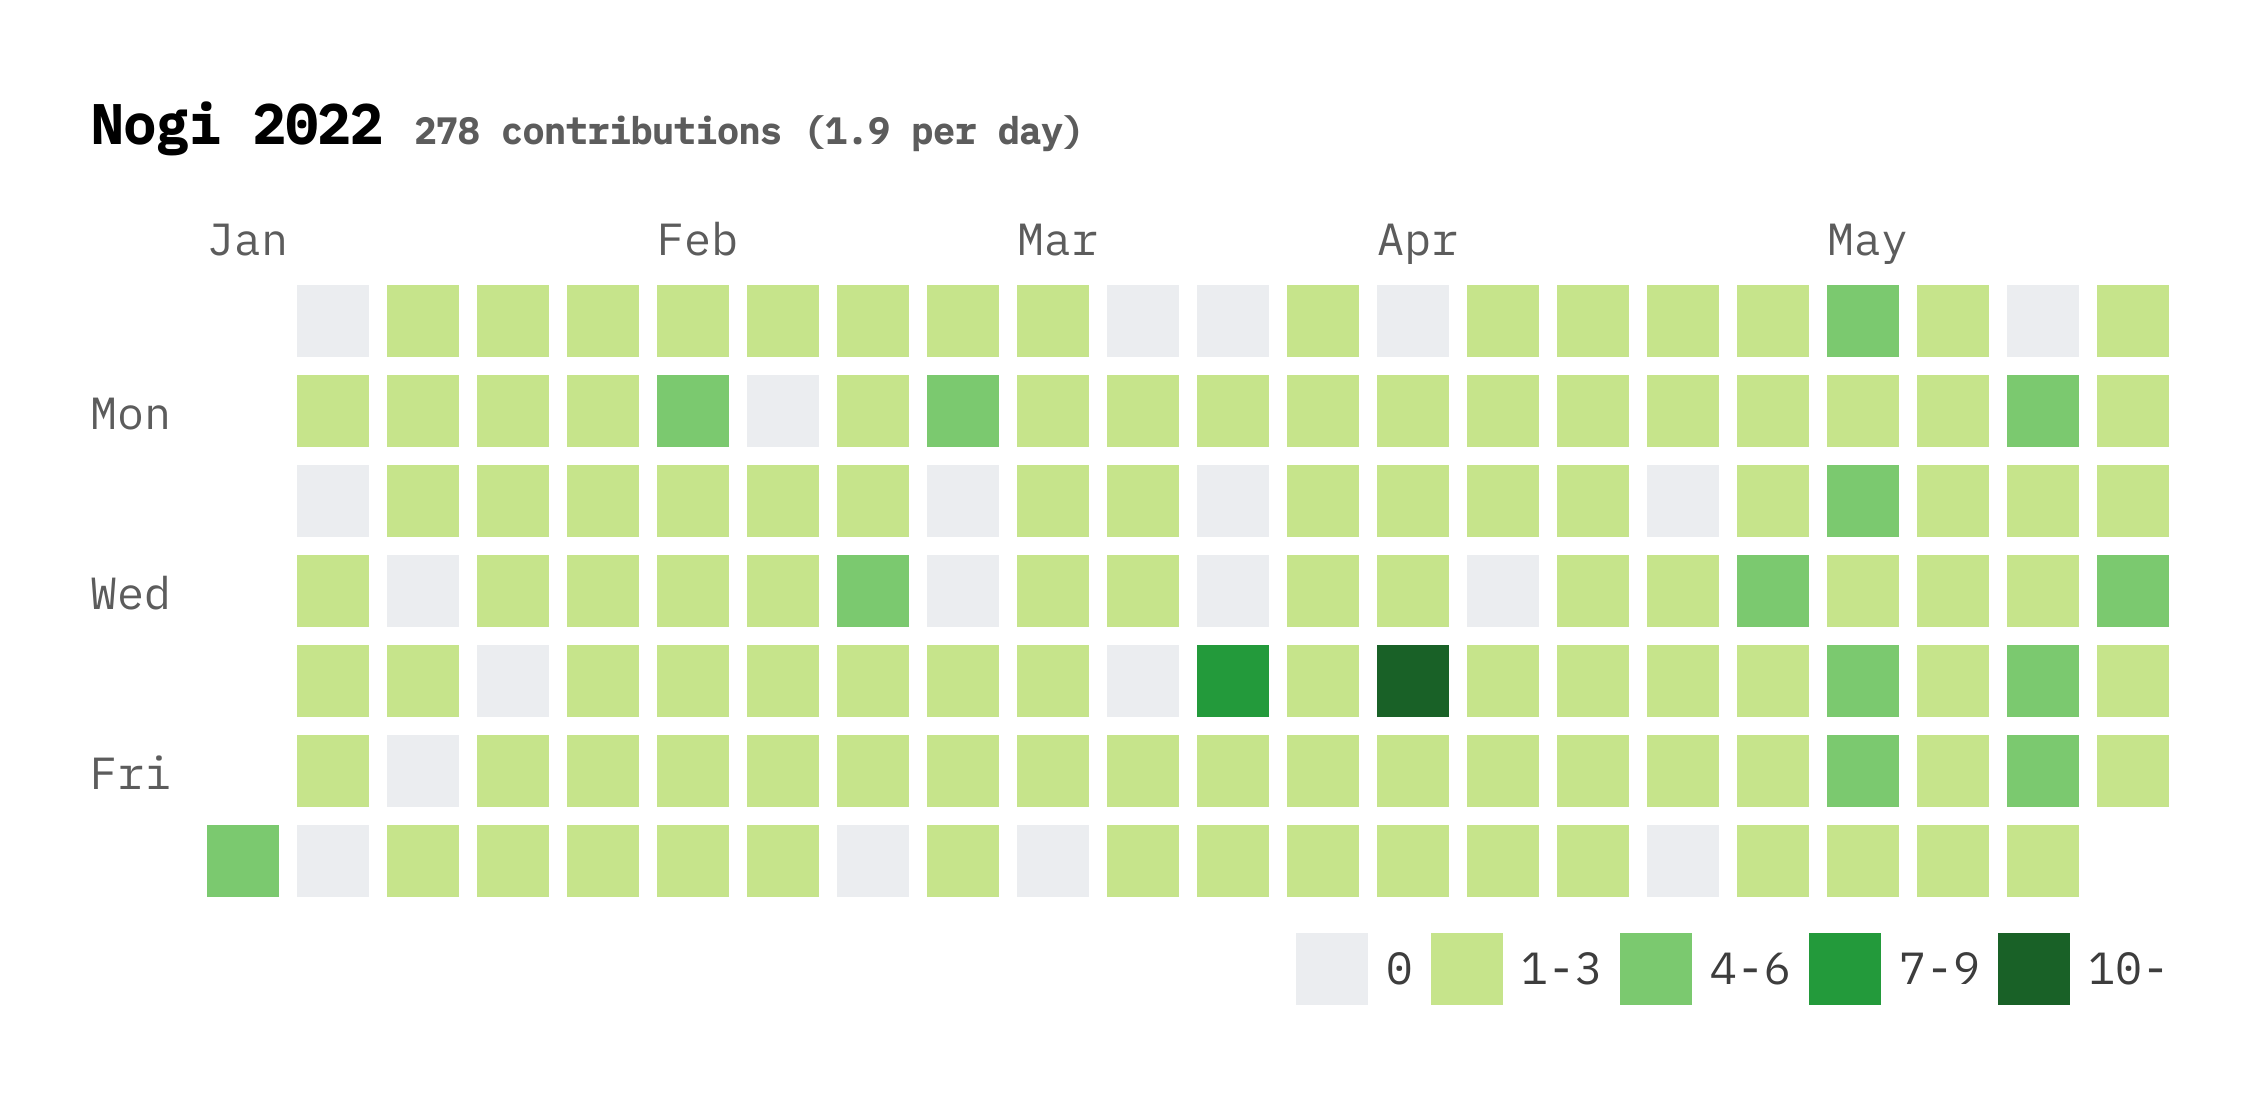 Nogi 2022 278 contributions (1.9 per day)
Jan Feb Mar Apr May
Mon
Wed
Fri
0 1-3 4-6 7-9 10-